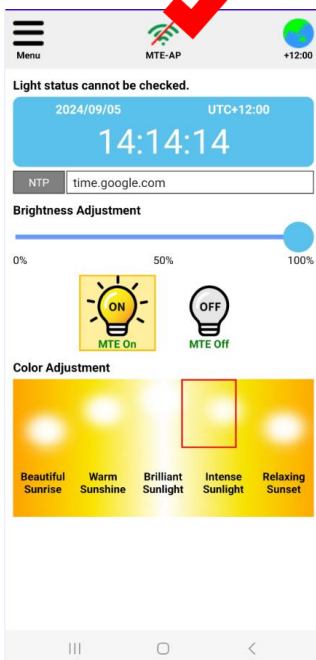 Menu
MTE-AP
+12:00
Light status cannot be checked.
2024/09/05 UTC+12:00
14:14:14
NTP time.google.com
Brightness Adjustment
0% 50% 100%
ON OFF
MTE On MTE Off
Color Adjustment
Beautiful Warm Brilliant Intense Relaxing
Sunrise Sunshine Sunlight Sunlight Sunset